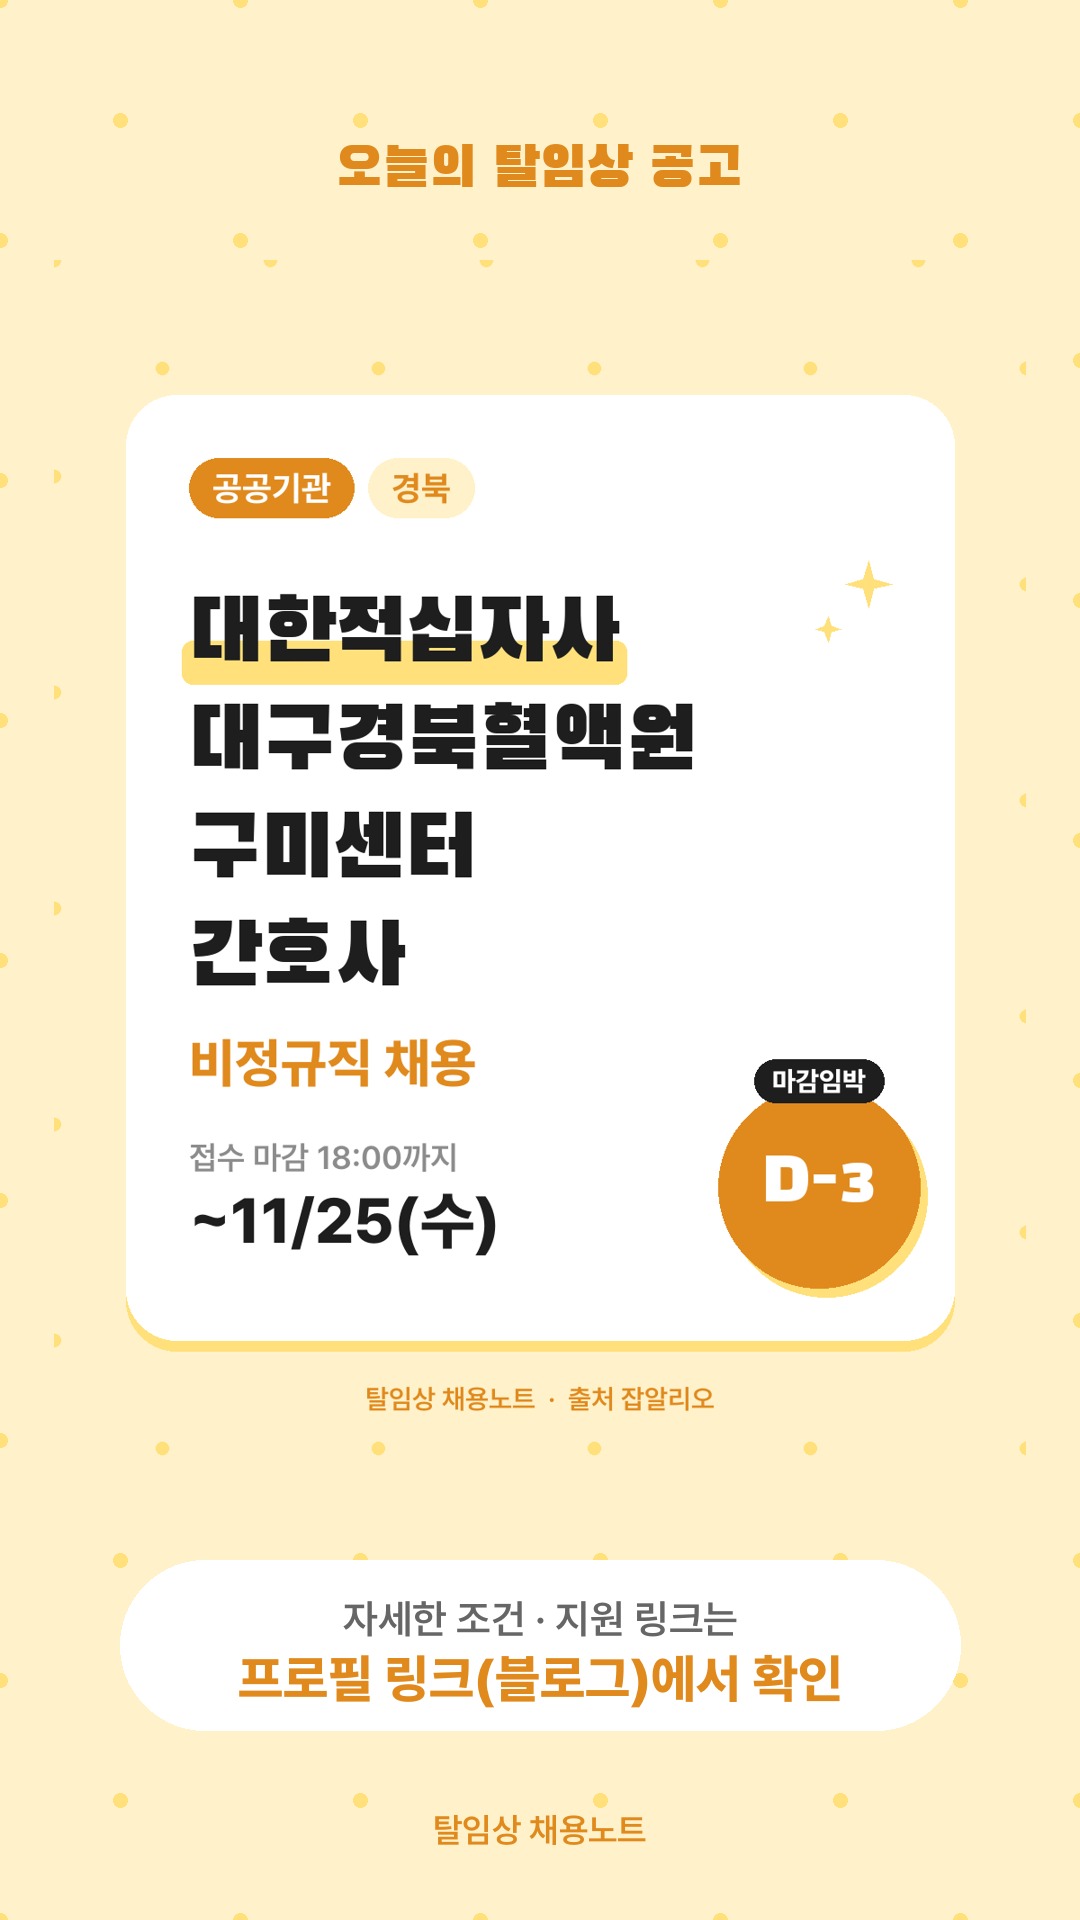 오늘의 탈임상 공고
공공기관
경북
대한적십자사
대구경북혈액원
구미센터
간호사
비정규직 채용
마감임박
D-3
접수 마감 18:00까지
~11/25(수)
탈임상 채용노트 · 출처 잡알리오
자세한 조건 · 지원 링크는
프로필 링크(블로그)에서 확인
탈임상 채용노트